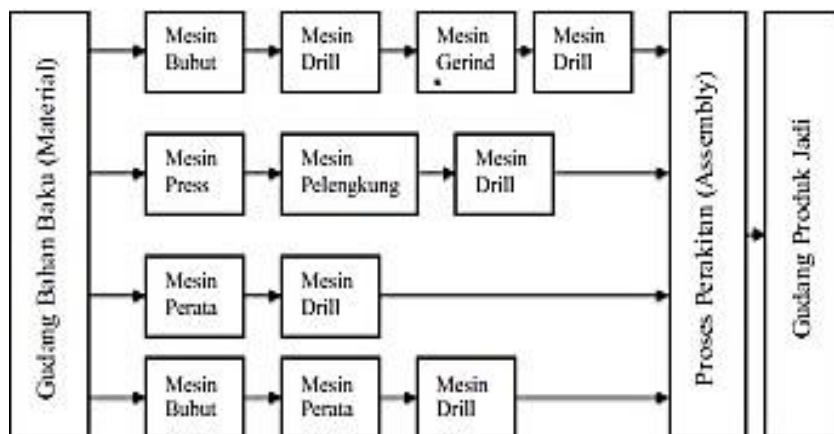 Gudang Bahan Baku (Material)
Mesin
Bubut
Mesin
Drill
Mesin
Gerind
Mesin
Drill
Mesin
Press
Mesin
Pelengkung
Mesin
Drill
Mesin
Perata
Mesin
Drill
Mesin
Bubut
Mesin
Perata
Mesin
Drill
Proses Perakitan (Assembly)
Gudang Produk Jadi